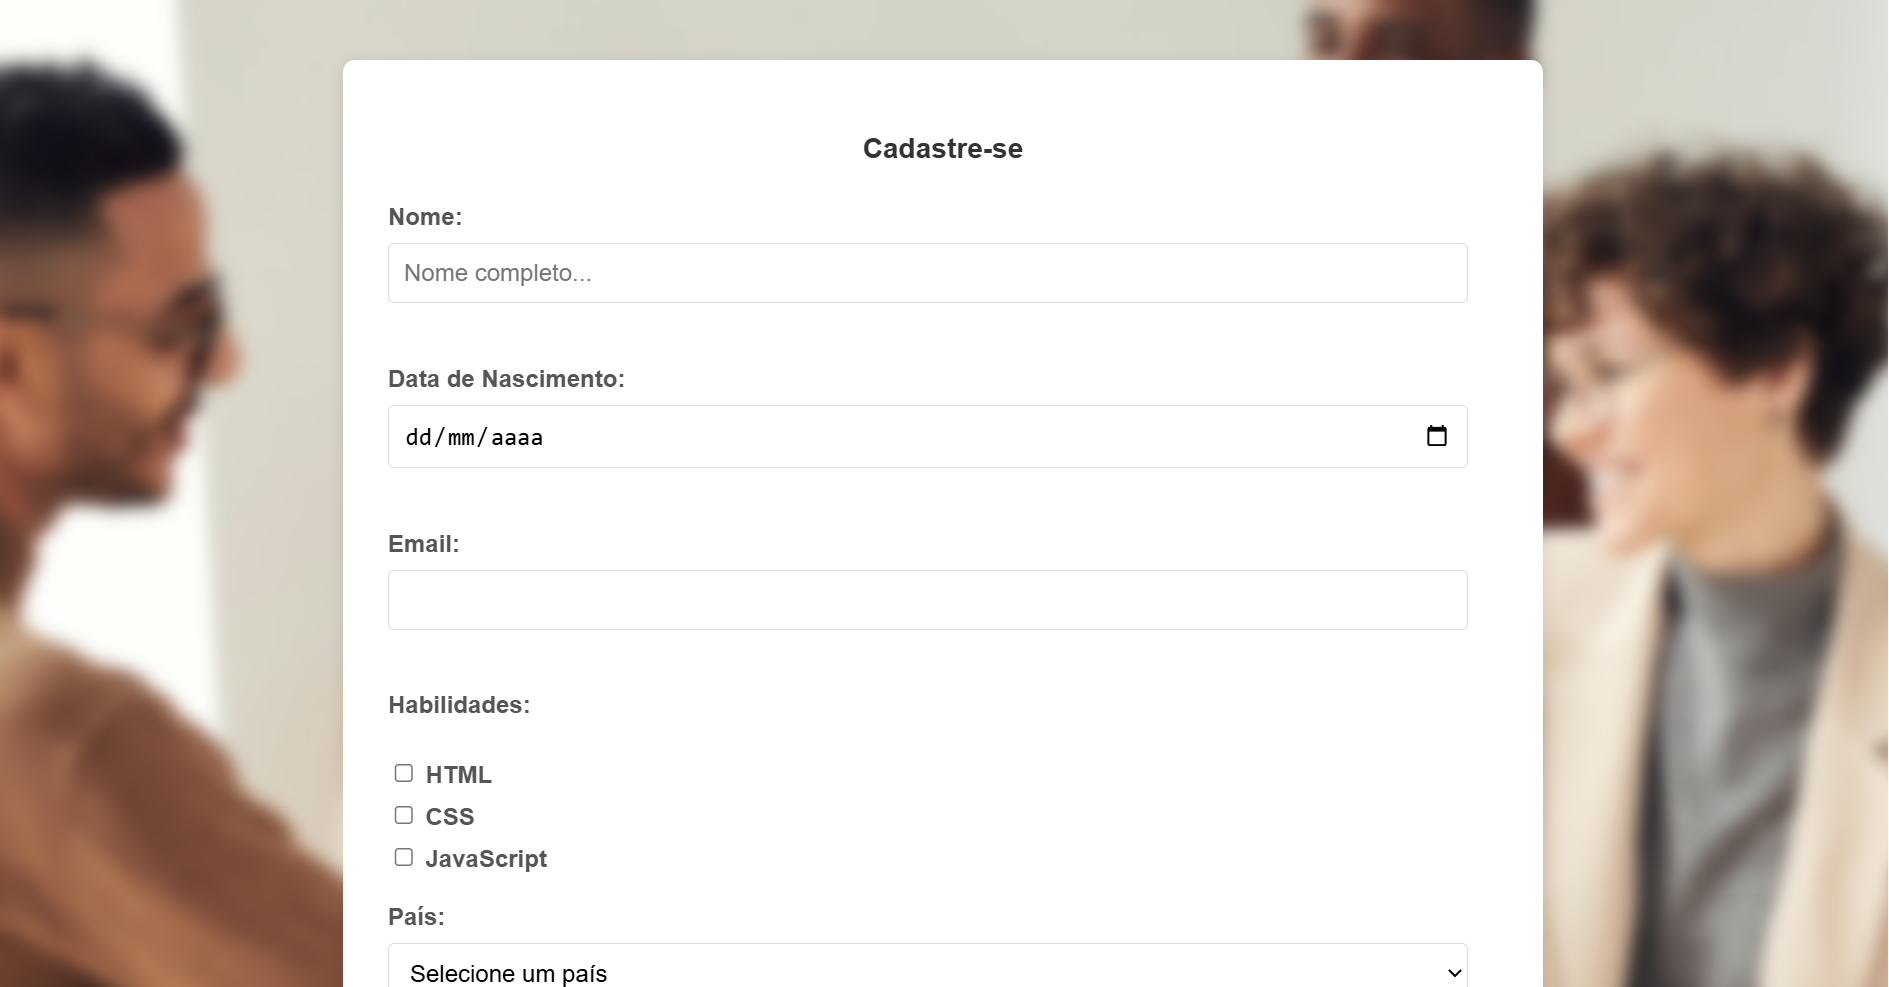 Cadastre-se
Nome:
Nome completo...
Data de Nascimento:
dd/mm/aaaa
Email:
Habilidades:
HTML
CSS
JavaScript
País:
Selecione um país